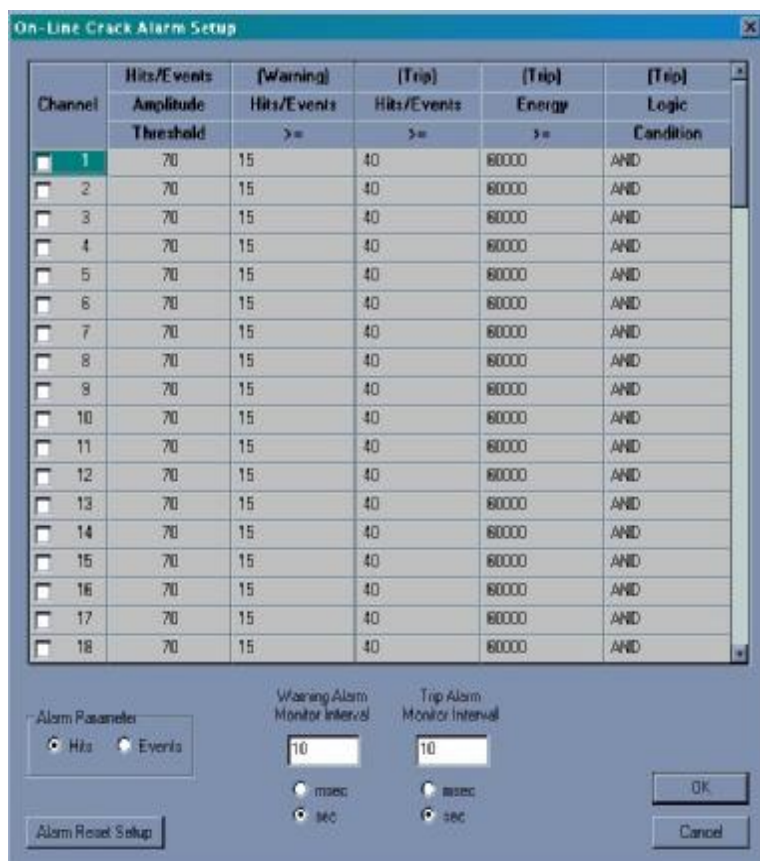 On-Line Crack Alarm Setup
Channel
Hits/Events (Warning) (Trip) (Trip) (Trip)
Amplitude Hits/Events Hits/Events Energy Logic
Threshold >= >= >= Condition
1 70 15 40 60000 AND
2 70 15 40 60000 AND
3 70 15 40 60000 AND
4 70 15 40 60000 AND
5 70 15 40 60000 AND
6 70 15 40 60000 AND
7 70 15 40 60000 AND
8 70 15 40 60000 AND
9 70 15 40 60000 AND
10 70 15 40 60000 AND
11 70 15 40 60000 AND
12 70 15 40 60000 AND
13 70 15 40 60000 AND
14 70 15 40 60000 AND
15 70 15 40 60000 AND
16 70 15 40 60000 AND
17 70 15 40 60000 AND
18 70 15 40 60000 AND
Alarm Parameter
Hits Events
Warning Alarm
Monitor Interval
10
msec
sec
Trip Alarm
Monitor Interval
10
msec
sec
Alarm Reset Setup
OK
Cancel